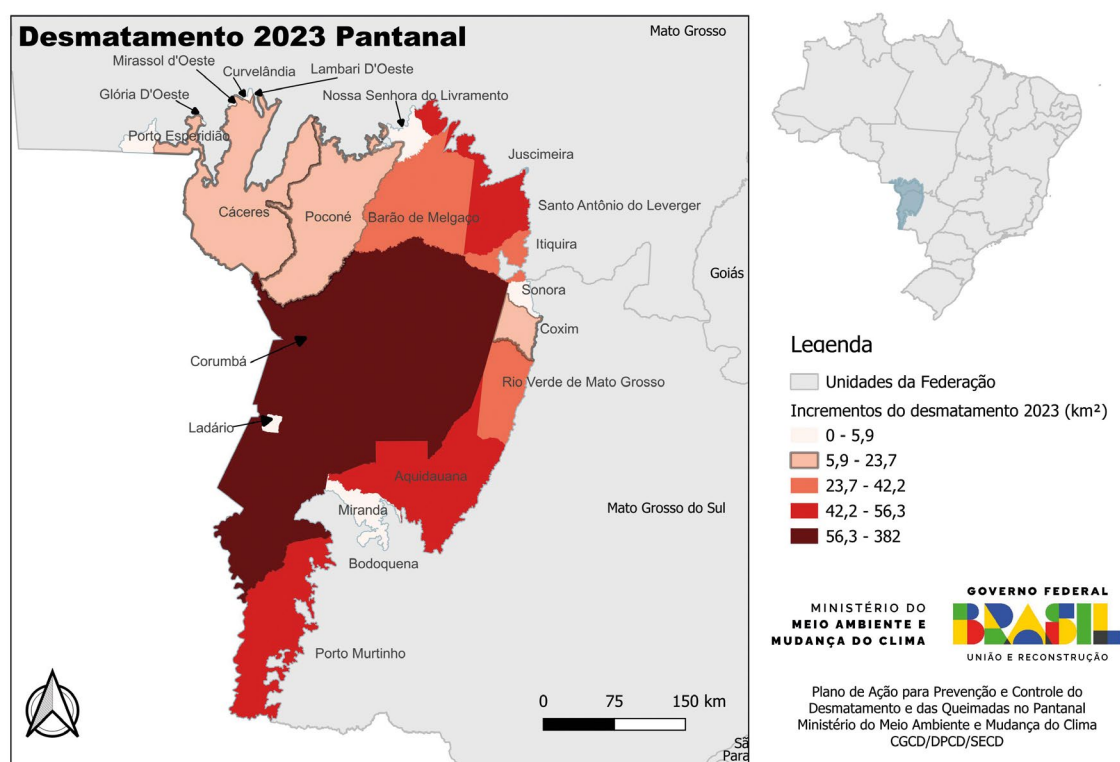 Desmatamento 2023 Pantanal
Mato Grosso
Mirassol d'Oeste
Curvelândia
Lambari D'Oeste
Glória D'Oeste
Nossa Senhora do Livramento
Porto Esperidião
Juscimeira
Cáceres
Poconé
Barão de Melgaço
Santo Antônio do Leverger
Itiquira
Goiás
Sonora
Coxim
Corumbá
Rio Verde de Mato Grosso
Ladário
Aquidauana
Miranda
Mato Grosso do Sul
Bodoquena
Porto Murtinho
0 75 150 km
Sã
Para
Legenda
Unidades da Federação
Incrementos do desmatamento 2023 (km²)
0 - 5,9
5,9 - 23,7
23,7 - 42,2
42,2 - 56,3
56,3 - 382
MINISTÉRIO DO
MEIO AMBIENTE E
MUDANÇA DO CLIMA
GOVERNO FEDERAL
BRASIL
UNIÃO E RECONSTRUÇÃO
Plano de Ação para Prevenção e Controle do
Desmatamento e das Queimadas no Pantanal
Ministério do Meio Ambiente e Mudança do Clima
CGCD/DPCD/SECD